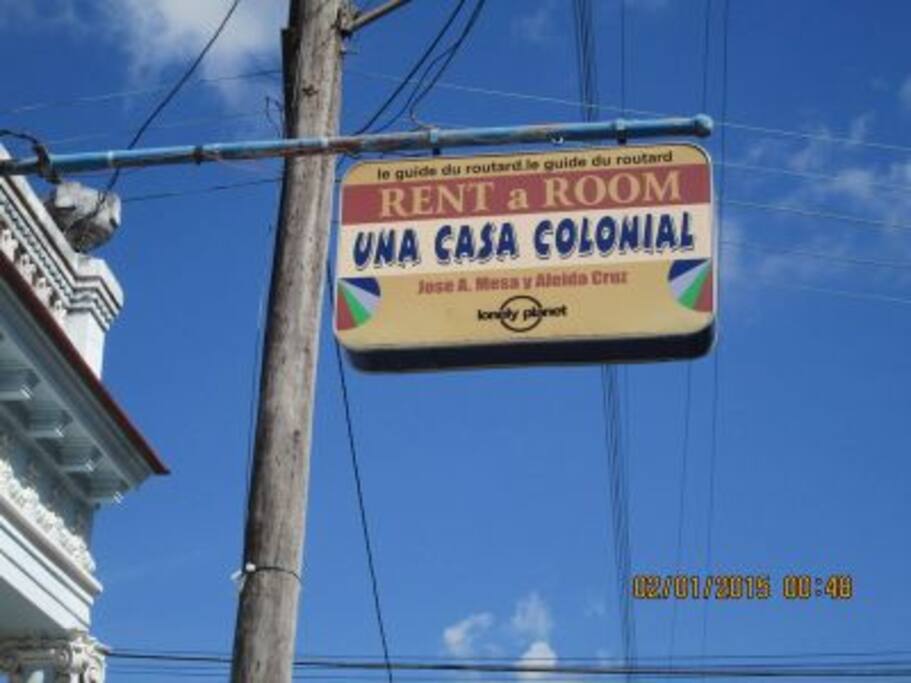 le guide du routard.le guide du routard
RENT a ROOM
UNA CASA COLONIAL
Jose A. Mesa y Aleida Cruz
lonely planet
02/01/2015 00:48